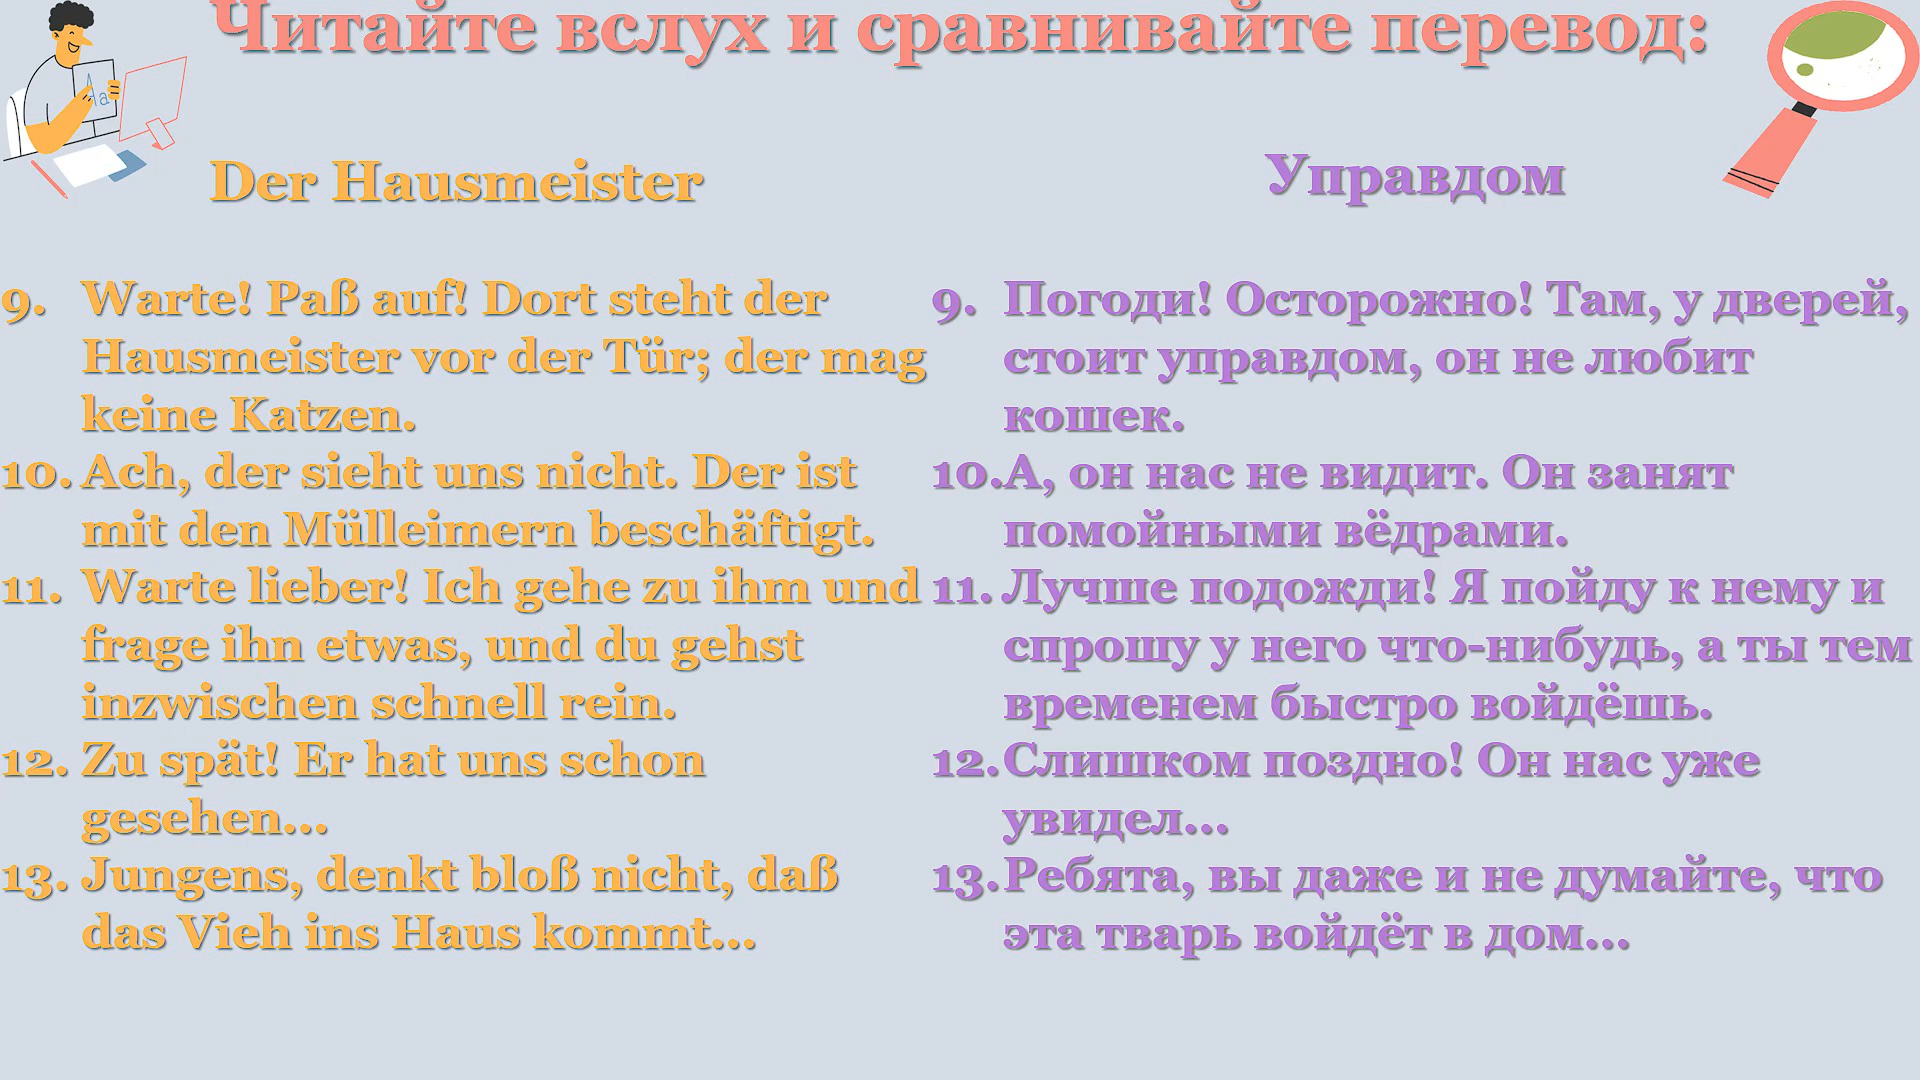 Читайте вслух и сравнивайте перевод:
Der Hausmeister
9. Warte! Paß auf! Dort steht der
Hausmeister vor der Tür; der mag
keine Katzen.
10. Ach, der sieht uns nicht. Der ist
mit den Mülleimern beschäftigt.
11. Warte lieber! Ich gehe zu ihm und
frage ihn etwas, und du gehst
inzwischen schnell rein.
12. Zu spät! Er hat uns schon
gesehen...
13. Jungens, denkt bloß nicht, daß
das Vieh ins Haus kommt...
Управдом
9. Погоди! Осторожно! Там, у дверей,
стоит управдом, он не любит
кошек.
10. А, он нас не видит. Он занят
помойными вёдрами.
11. Лучше подожди! Я пойду к нему и
спрошу у него что-нибудь, а ты тем
временем быстро войдёшь.
12. Слишком поздно! Он нас уже
увидел...
13. Ребята, вы даже и не думайте, что
эта тварь войдёт в дом...